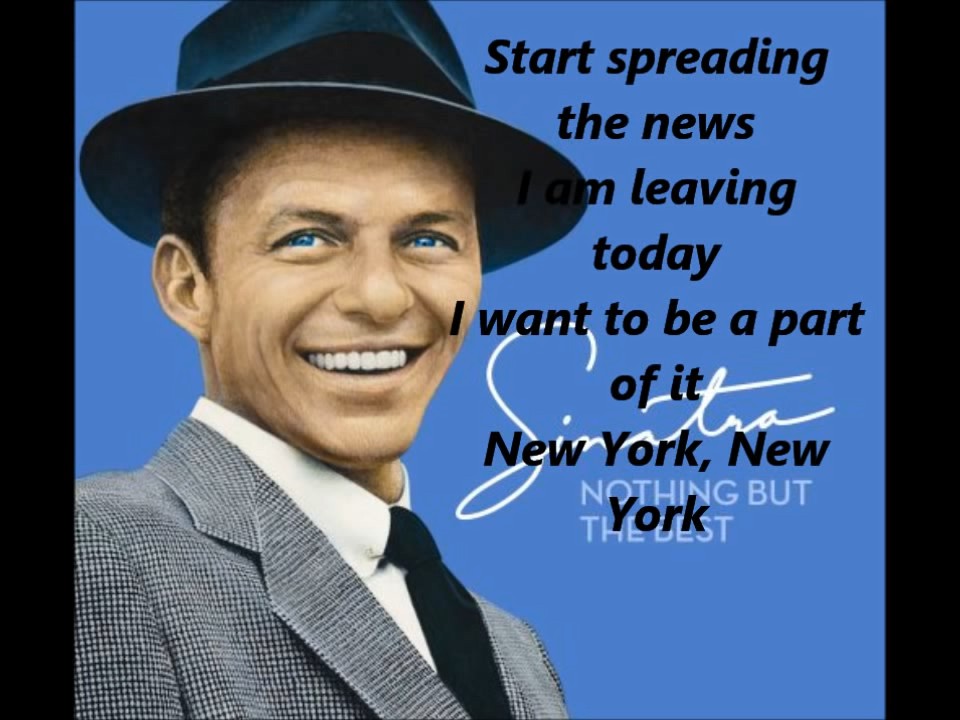 Start spreading
the news
I am leaving
today
I want to be a part
of it
New York, New
York
Sinatra
NOTHING BUT
THE BEST